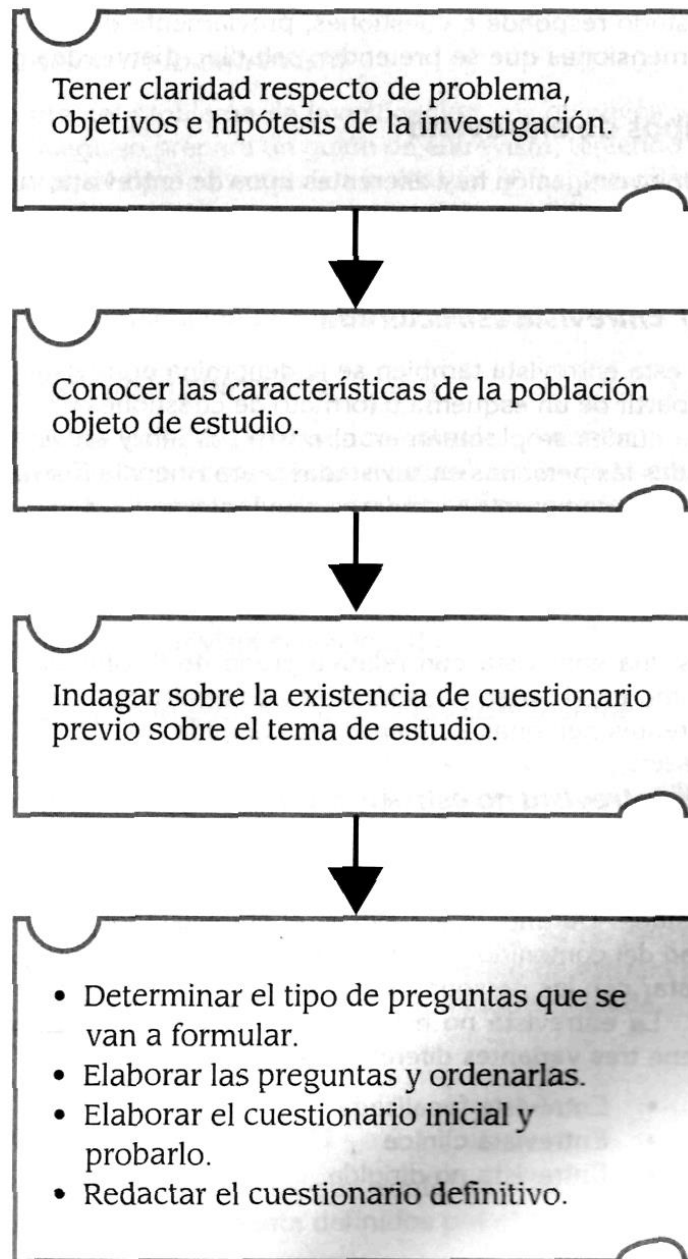 Tener claridad respecto de problema,
objetivos e hipótesis de la investigación.
Conocer las características de la población
objeto de estudio.
Indagar sobre la existencia de cuestionario
previo sobre el tema de estudio.
• Determinar el tipo de preguntas que se
van a formular.
• Elaborar las preguntas y ordenarlas.
• Elaborar el cuestionario inicial y
probarlo.
• Redactar el cuestionario definitivo.